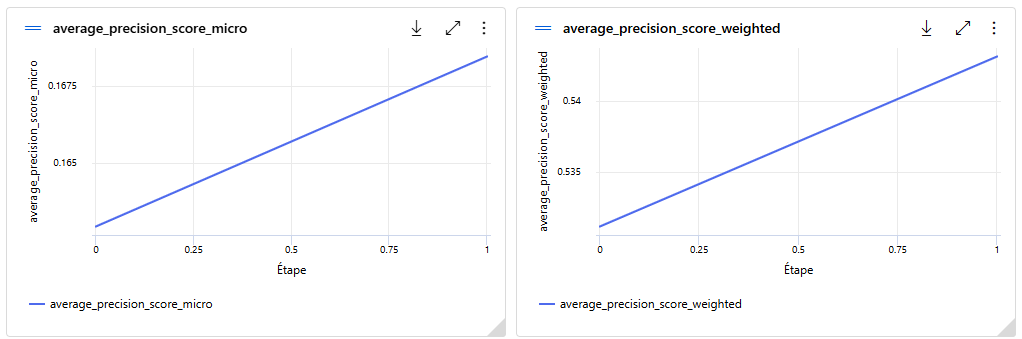 average_precision_score_micro
average_precision_score_micro
0.1675
0.165
0
0.25
0.5
0.75
1
Étape
average_precision_score_micro
average_precision_score_weighted
average_precision_score_weighted
0.54
0.535
0
0.25
0.5
0.75
1
Étape
average_precision_score_weighted